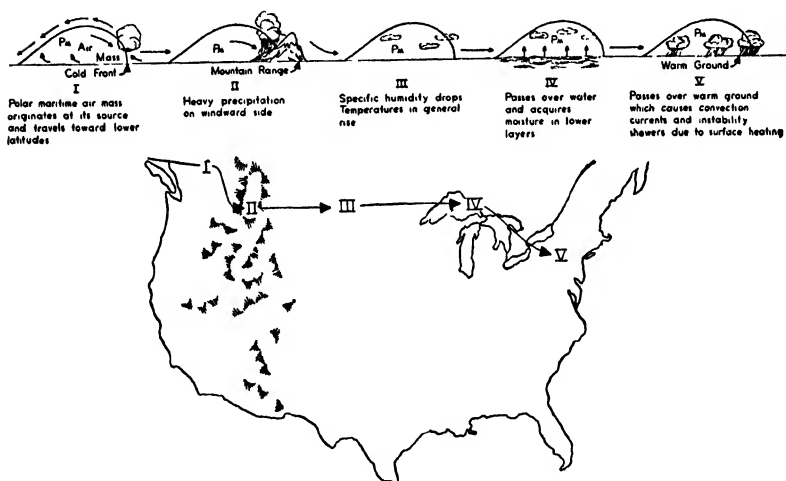 Pm
Air
Mass
Cold Front
I
Polar maritime air mass
originates at its source
and travels toward lower
latitudes
Pm
Mountain Range
II
Heavy precipitation
on windward side
Pm
III
Specific humidity drops
Temperatures in general
rise
Pm
IV
Passes over water
and acquires
moisture in lower
layers
Pm
Warm Ground
V
Passes over warm ground
which causes convection
currents and instability
showers due to surface heating
I
II
III
IV
V